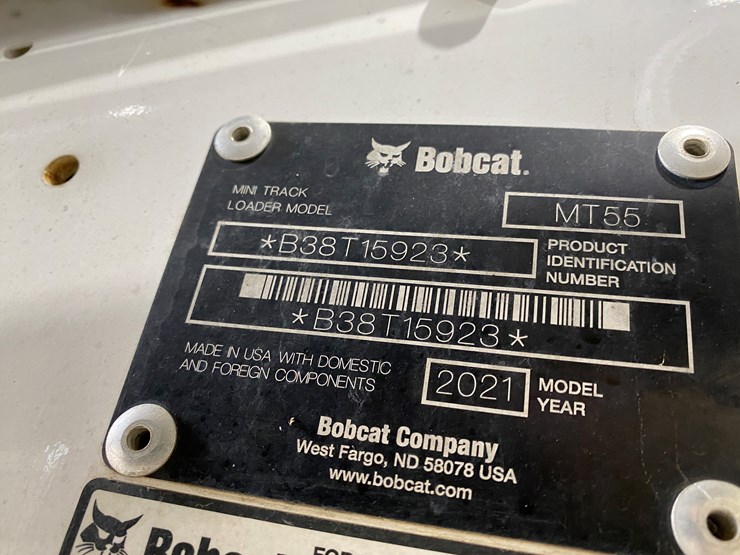 Bobcat.
MINI TRACK
LOADER MODEL
MT55
*B38T15923*
PRODUCT
IDENTIFICATION
NUMBER
*B38T15923*
MADE IN USA WITH DOMESTIC
AND FOREIGN COMPONENTS
2021
MODEL
YEAR
Bobcat Company
West Fargo, ND 58078 USA
www.bobcat.com